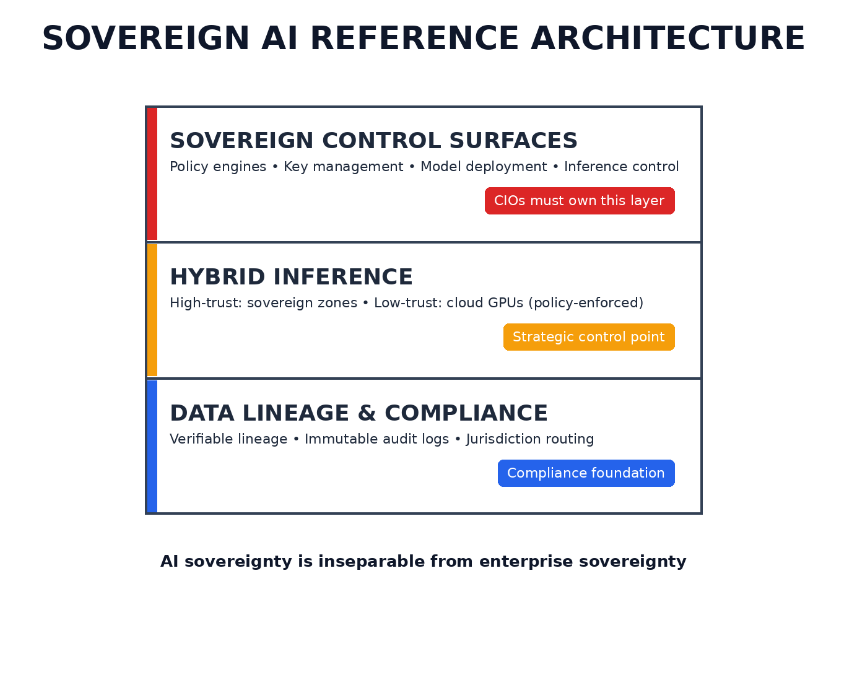 SOVEREIGN AI REFERENCE ARCHITECTURE
SOVEREIGN CONTROL SURFACES
Policy engines • Key management • Model deployment • Inference control
CIOs must own this layer
HYBRID INFERENCE
High-trust: sovereign zones • Low-trust: cloud GPUs (policy-enforced)
Strategic control point
DATA LINEAGE & COMPLIANCE
Verifiable lineage • Immutable audit logs • Jurisdiction routing
Compliance foundation
AI sovereignty is inseparable from enterprise sovereignty